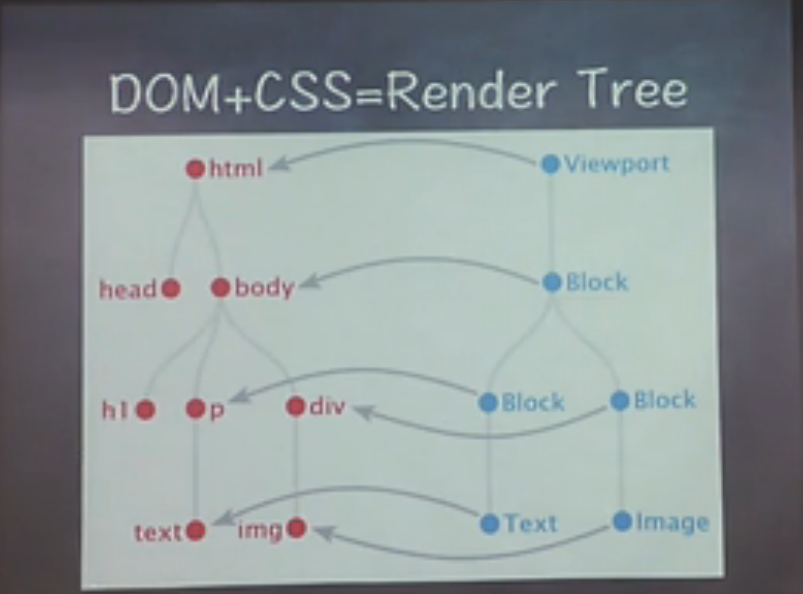 DOM+CSS=Render Tree
html Viewport
head body Block
h1 p div Block Block
text img Text Image